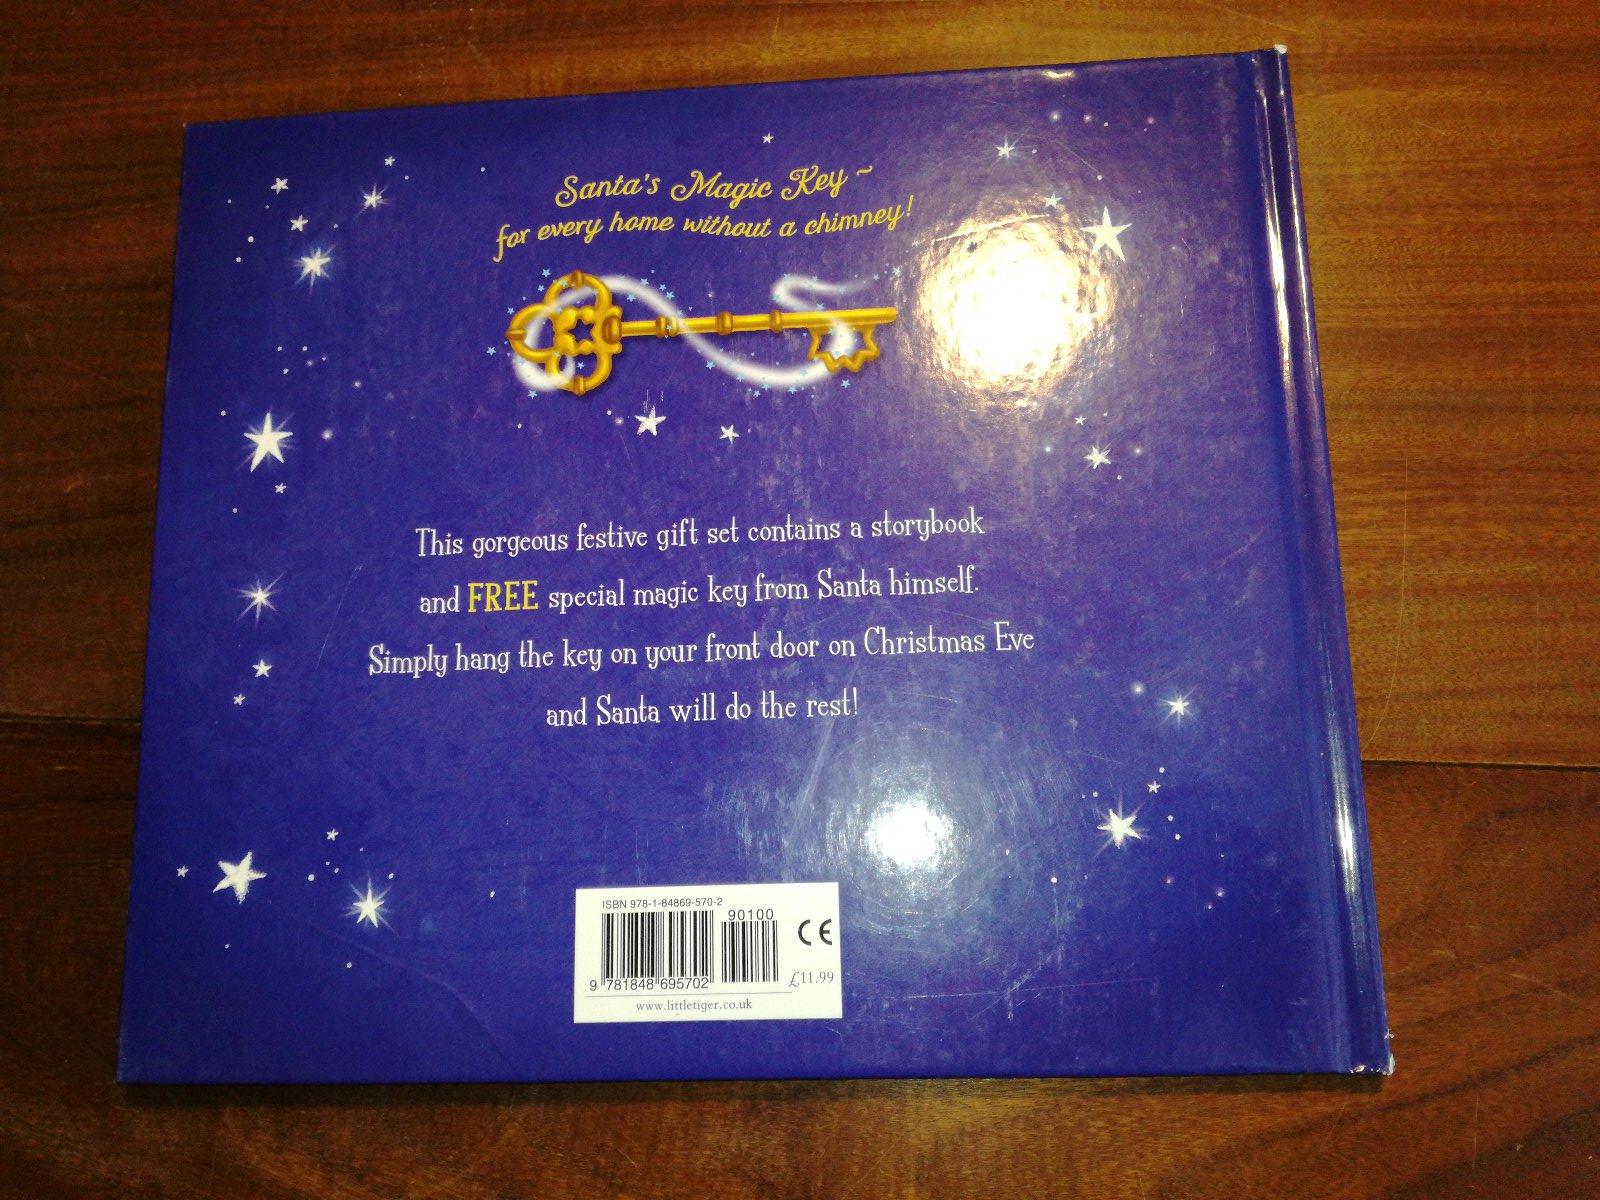 Santa's Magic Key ~
for every home without a chimney!
This gorgeous festive gift set contains a storybook
and FREE special magic key from Santa himself.
Simply hang the key on your front door on Christmas Eve
and Santa will do the rest!
ISBN 978-1-84869-570-2
90100
CE
9 781848 695702
£11.99
www.littletiger.co.uk